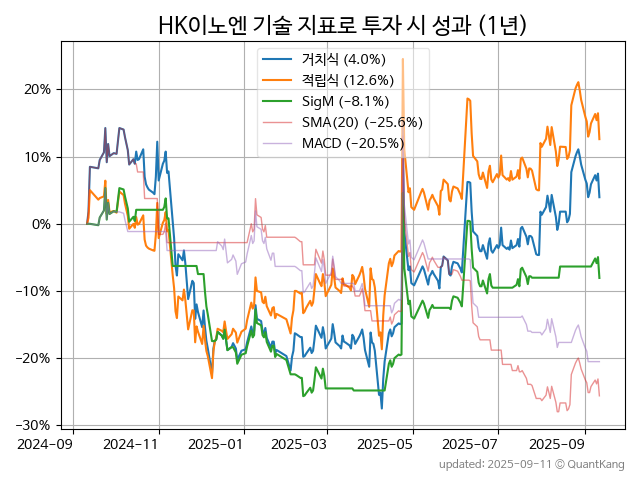 HK이노엔 기술 지표로 투자 시 성과 (1년)
거치식 (4.0%)
적립식 (12.6%)
SigM (−8.1%)
SMA(20) (−25.6%)
MACD (−20.5%)
20%
10%
0%
−10%
−20%
−30%
2024-09 2024-11 2025-01 2025-03 2025-05 2025-07 2025-09
updated: 2025-09-11 © QuantKang